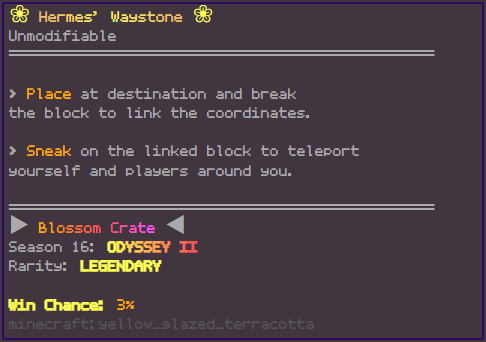 ❀ Hermes' Waystone ❀
Unmodifiable
> Place at destination and break
the block to link the coordinates.
> Sneak on the linked block to teleport
yourself and players around you.
▶ Blossom Crate ◀
Season 16: ODYSSEY II
Rarity: LEGENDARY
Win Chance: 3%
minecraft:yellow_glazed_terracotta